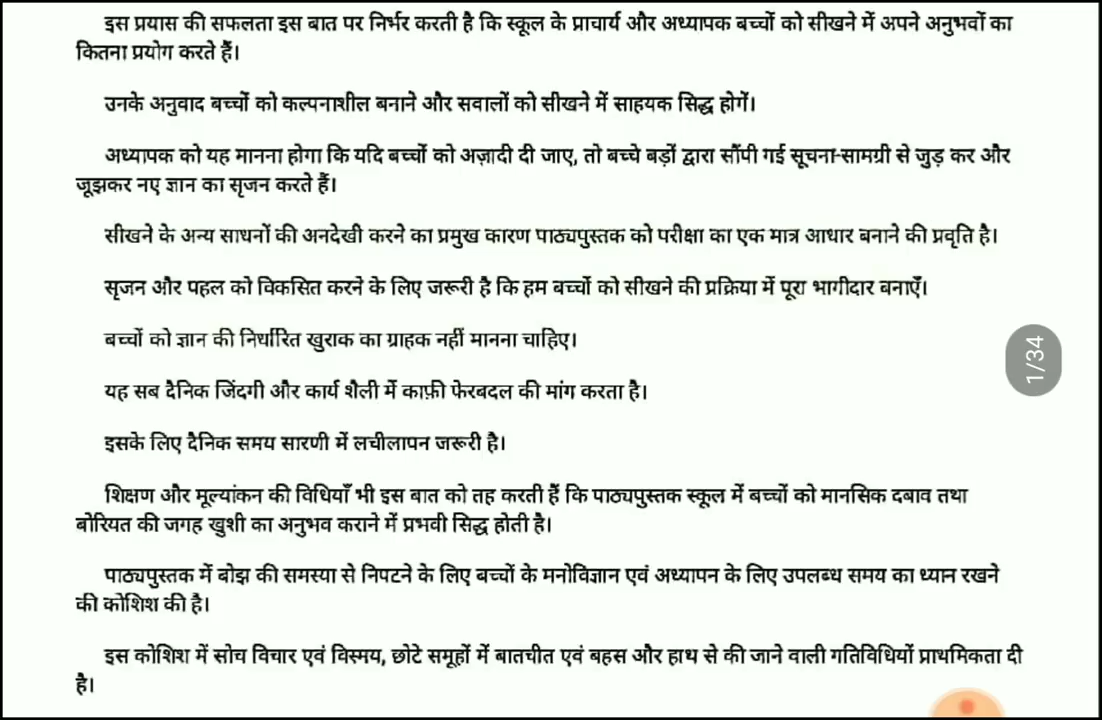 इस प्रयास की सफलता इस बात पर निर्भर करती है कि स्कूल के प्राचार्य और अध्यापक बच्चों को सीखने में अपने अनुभवों का
कितना प्रयोग करते हैं।
उनके अनुवाद बच्चों को कल्पनाशील बनाने और सवालों को सीखने में साहयक सिद्ध होगें।
अध्यापक को यह मानना होगा कि यदि बच्चों को अज़ादी दी जाए, तो बच्चे बड़ों द्वारा सौंपी गई सूचना-सामग्री से जुड़ कर और
जूझकर नए ज्ञान का सृजन करते हैं।
सीखने के अन्य साधनों की अनदेखी करने का प्रमुख कारण पाठ्यपुस्तक को परीक्षा का एक मात्र आधार बनाने की प्रवृति है।
सृजन और पहल को विकसित करने के लिए जरूरी है कि हम बच्चों को सीखने की प्रक्रिया में पूरा भागीदार बनाएँ।
बच्चों को ज्ञान की निर्धारित खुराक का ग्राहक नहीं मानना चाहिए।
यह सब दैनिक जिंदगी और कार्य शैली में काफ़ी फेरबदल की मांग करता है।
इसके लिए दैनिक समय सारणी में लचीलापन जरूरी है।
शिक्षण और मूल्यांकन की विधियाँ भी इस बात को तह करती हैं कि पाठ्यपुस्तक स्कूल में बच्चों को मानसिक दबाव तथा
बोरियत की जगह खुशी का अनुभव कराने में प्रभवी सिद्ध होती है।
पाठ्यपुस्तक में बोझ की समस्या से निपटने के लिए बच्चों के मनोविज्ञान एवं अध्यापन के लिए उपलब्ध समय का ध्यान रखने
की कोशिश की है।
इस कोशिश में सोच विचार एवं विस्मय, छोटे समूहों में बातचीत एवं बहस और हाथ से की जाने वाली गतिविधियों प्राथमिकता दी
है।
1/34